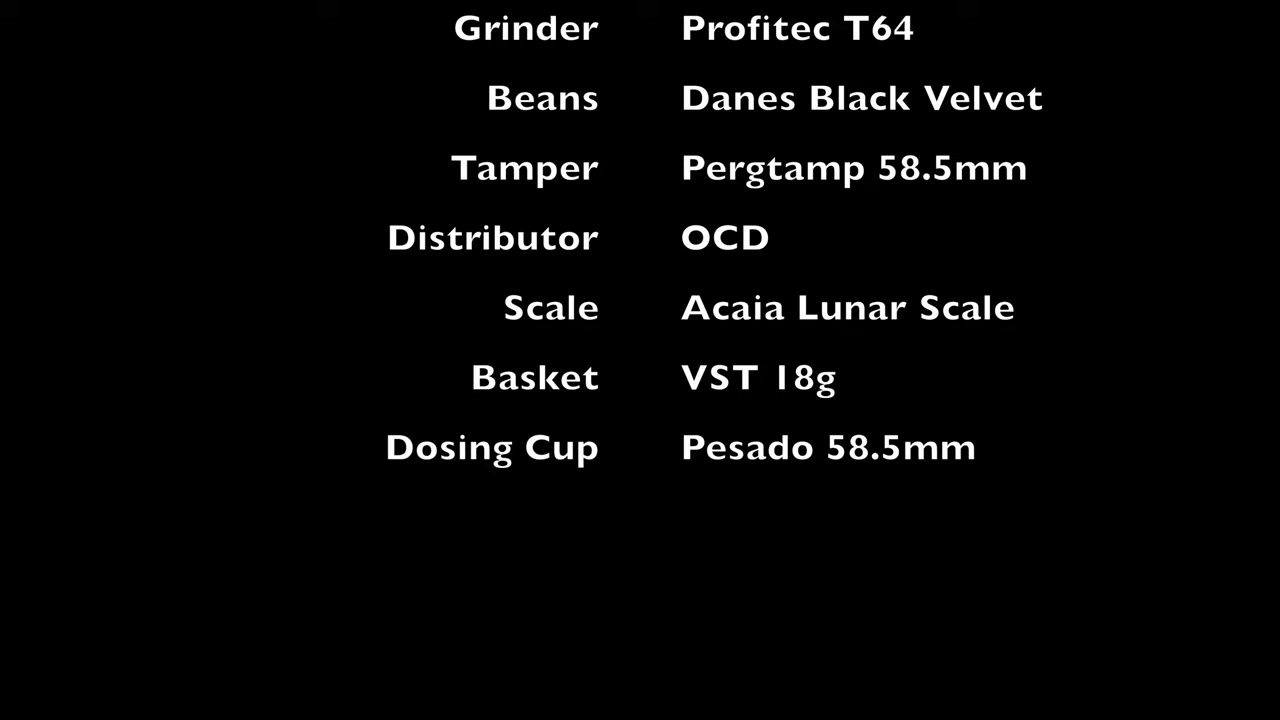 Grinder Profitec T64
Beans Danes Black Velvet
Tamper Pergtamp 58.5mm
Distributor OCD
Scale Acaia Lunar Scale
Basket VST 18g
Dosing Cup Pesado 58.5mm